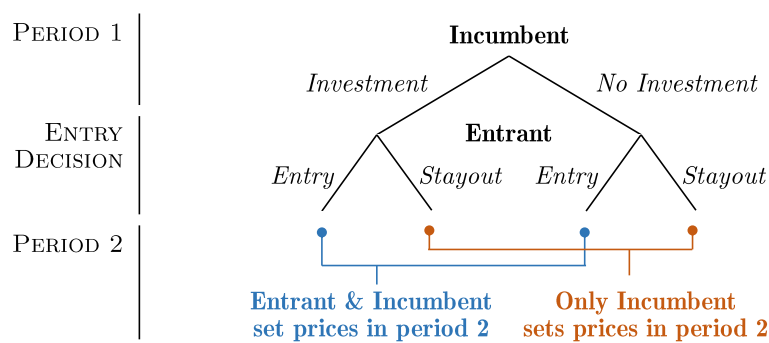 PERIOD 1
Incumbent
Investment
No Investment
ENTRY
DECISION
Entrant
Entry
Stayout
Entry
Stayout
PERIOD 2
Entrant & Incumbent
set prices in period 2
Only Incumbent
sets prices in period 2